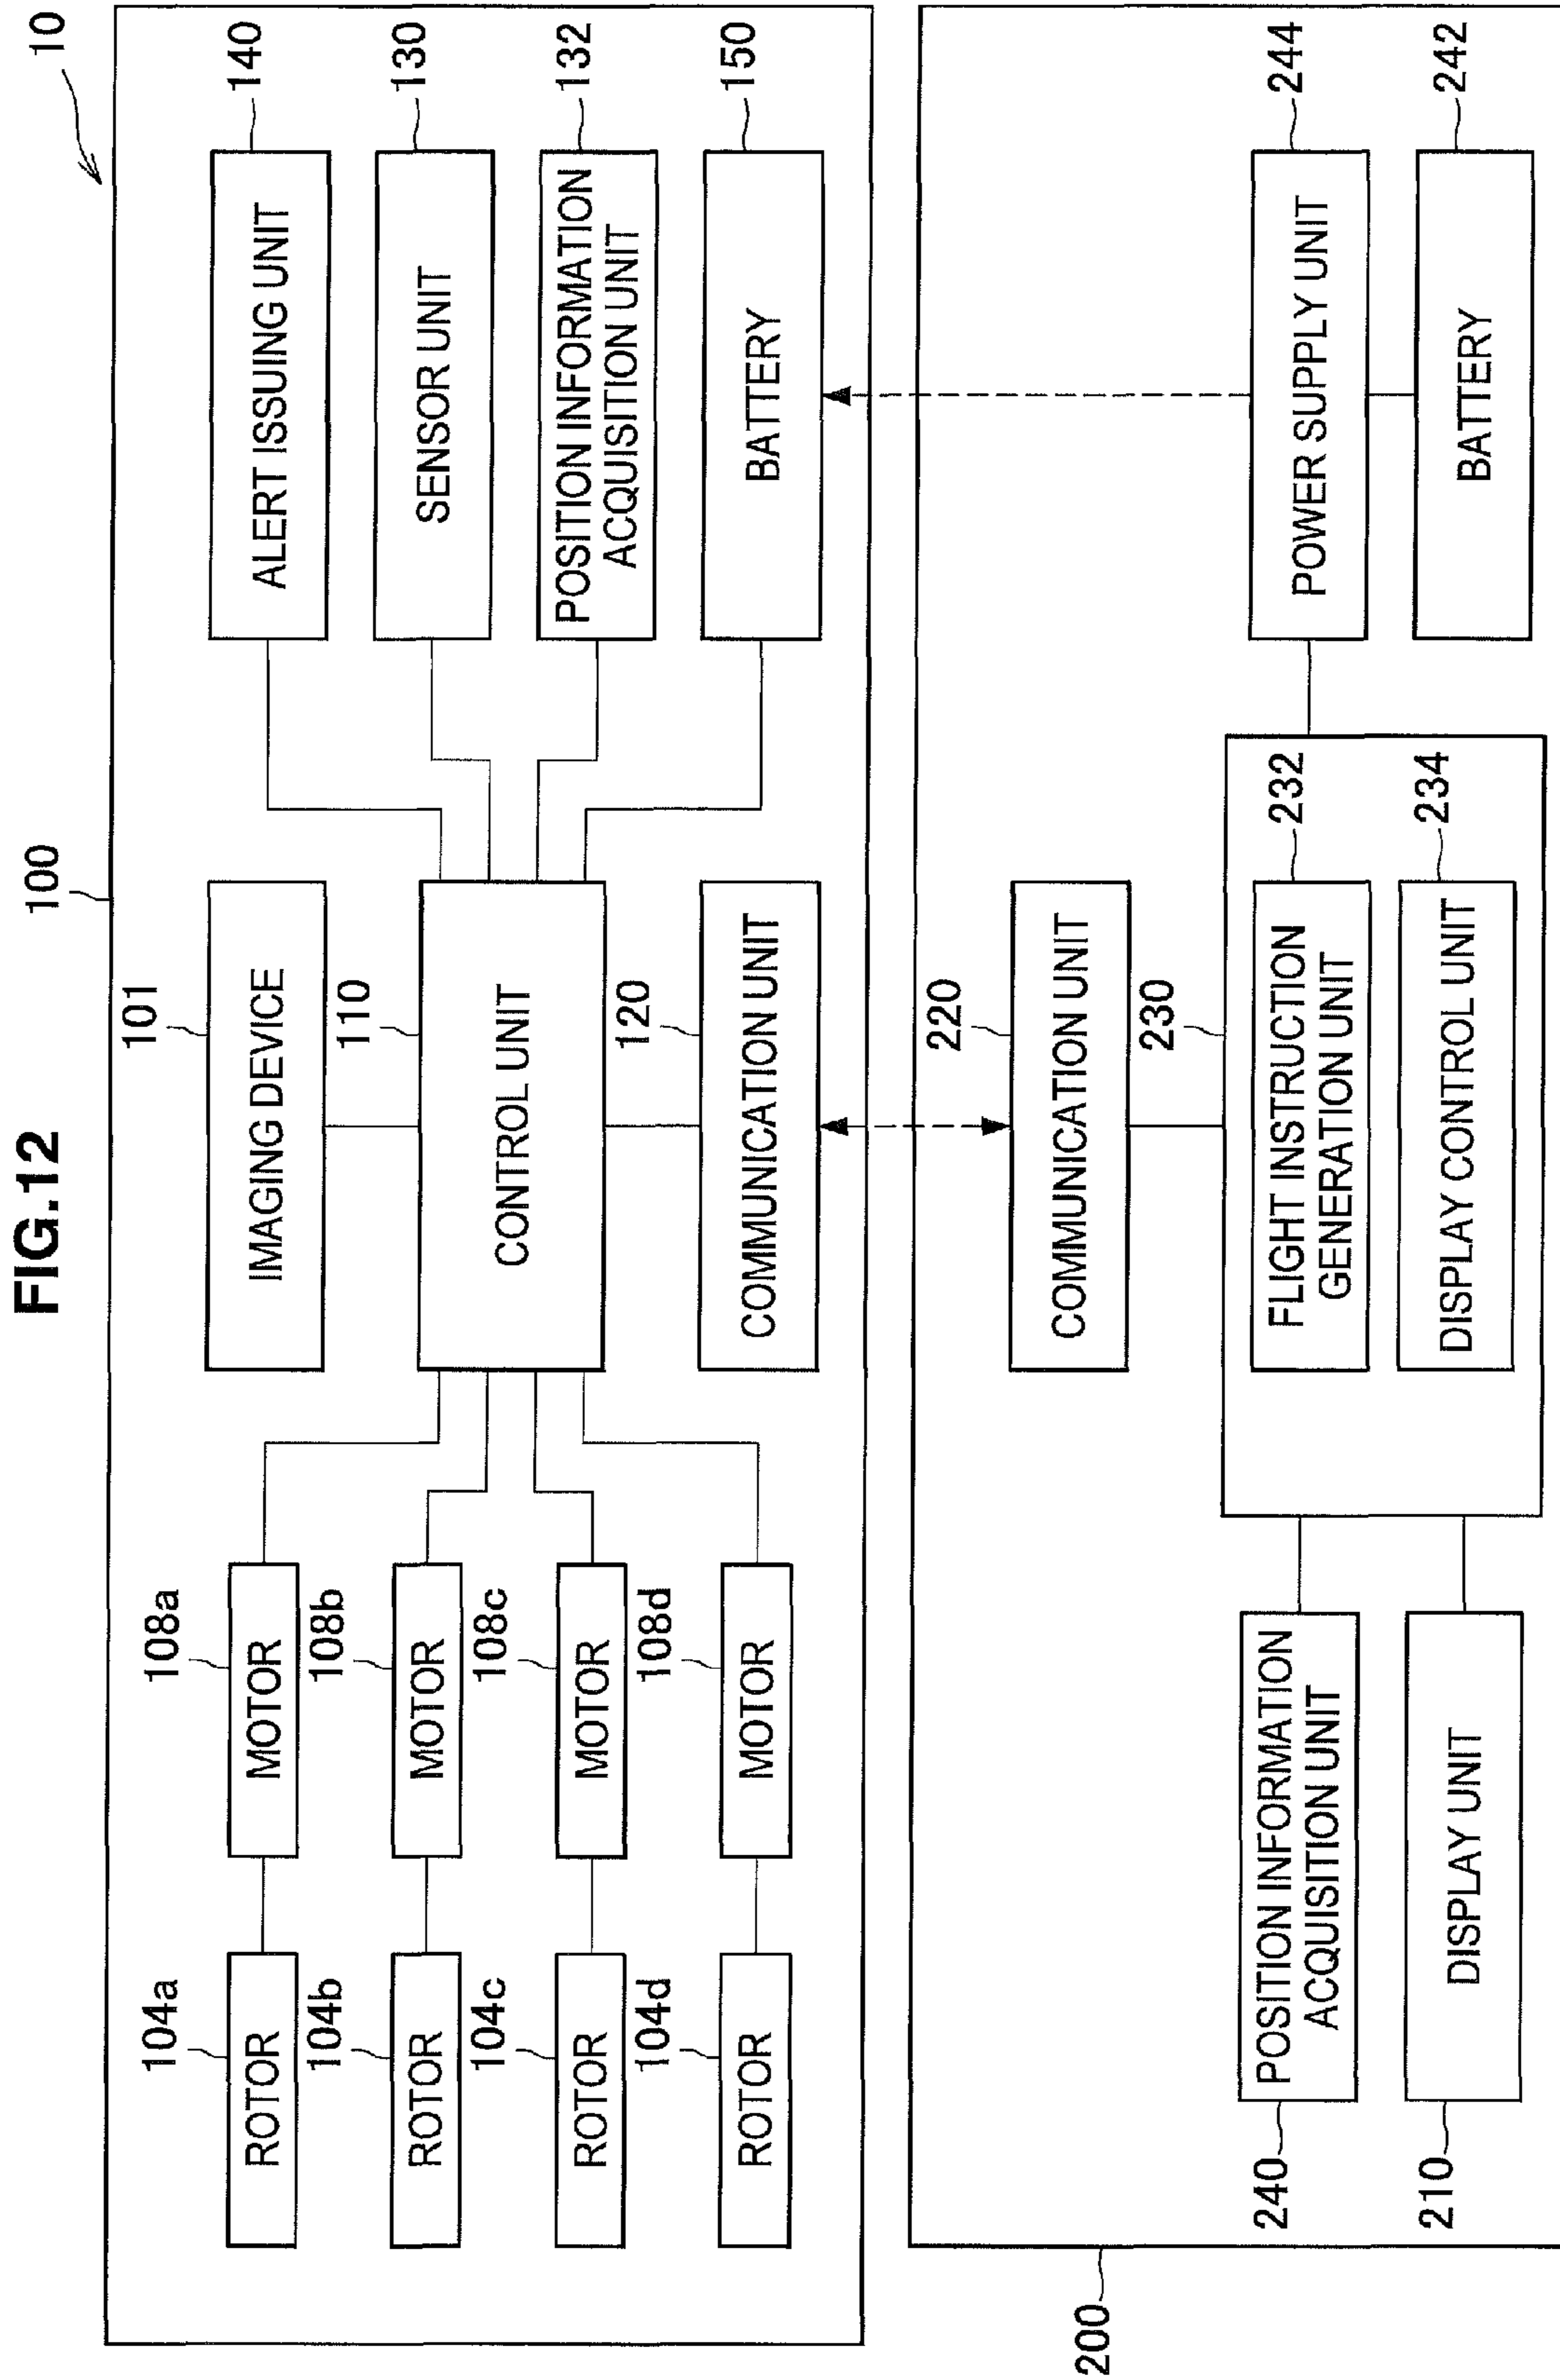 FIG.12
10
100
101
IMAGING DEVICE
104a
ROTOR
108a
MOTOR
140
ALERT ISSUING UNIT
110
CONTROL UNIT
104b
ROTOR
108b
MOTOR
130
SENSOR UNIT
104c
ROTOR
108c
MOTOR
132
POSITION INFORMATION
ACQUISITION UNIT
120
COMMUNICATION UNIT
104d
ROTOR
108d
MOTOR
150
BATTERY
200
220
COMMUNICATION UNIT
230
240
POSITION INFORMATION
ACQUISITION UNIT
232
FLIGHT INSTRUCTION
GENERATION UNIT
244
POWER SUPPLY UNIT
210
DISPLAY UNIT
234
DISPLAY CONTROL UNIT
242
BATTERY